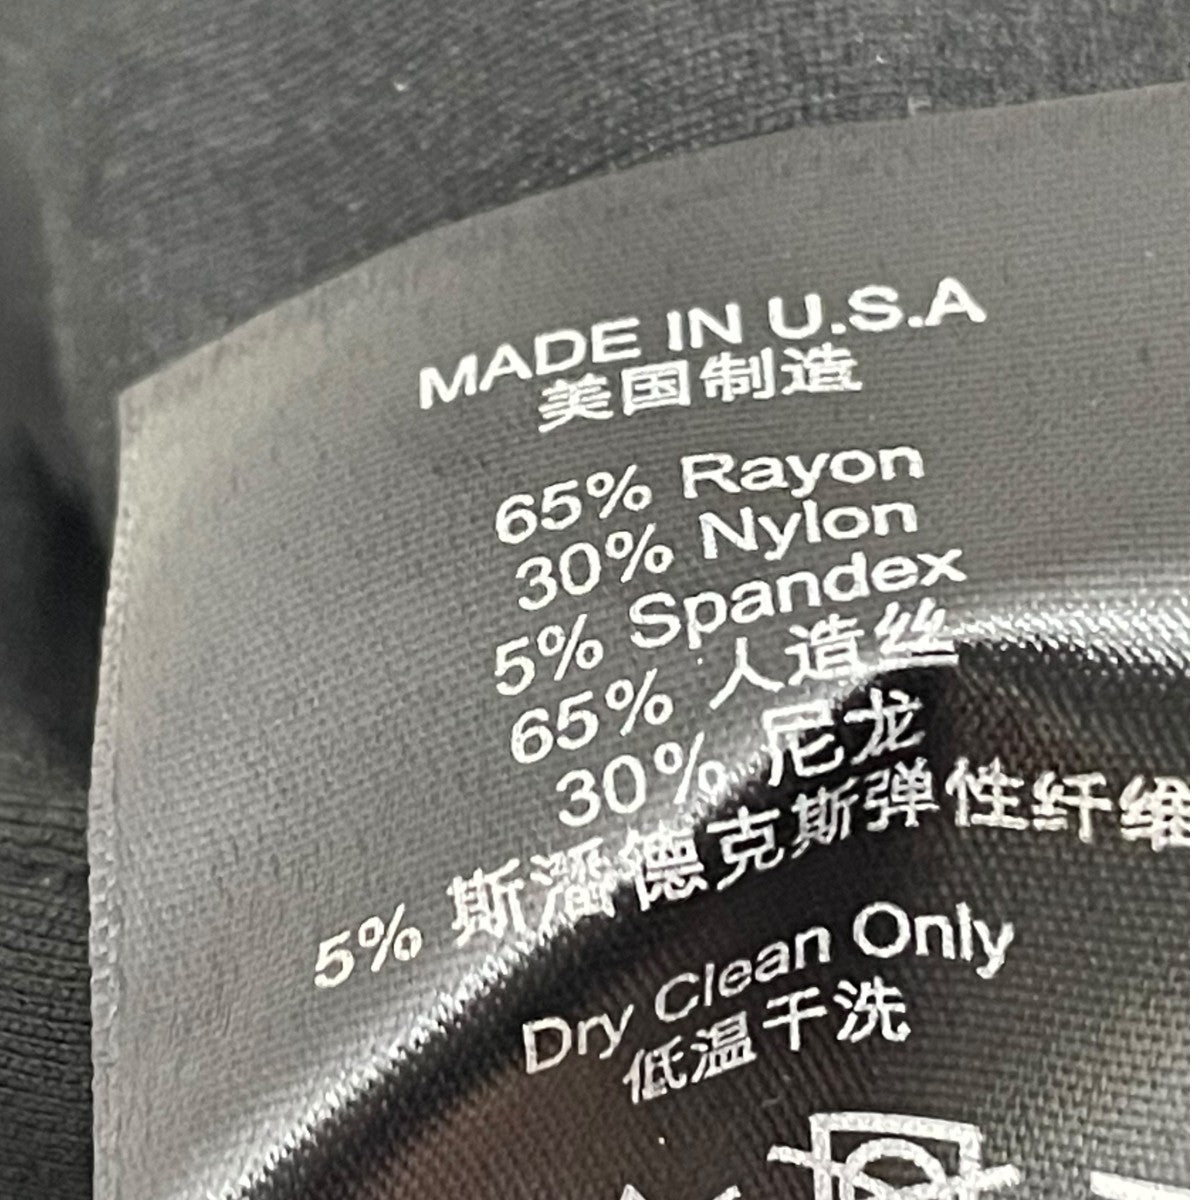 MADE IN U.S.A
美国制造
65% Rayon
30% Nylon
5% Spandex
65% 人造丝
30% 尼龙
5% 斯潘德克斯弹性纤维
Dry Clean Only
低温干洗